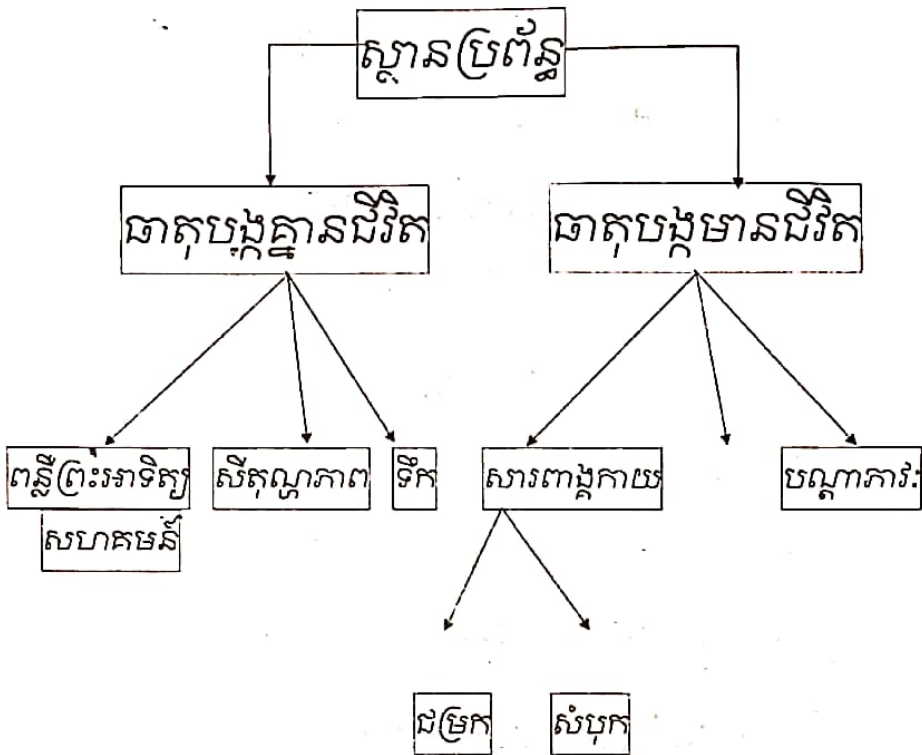 ស្ថានប្រព័ន្ធ
ធាតុបង្កគ្មានជីវិត
ធាតុបង្កមានជីវិត
ពន្លឺព្រះអាទិត្យ
សីតុណ្ហភាព
ទឹក
សារពាង្គកាយ
បណ្តាភាវៈ
សហគមន៍
ជម្រក
សំបុក